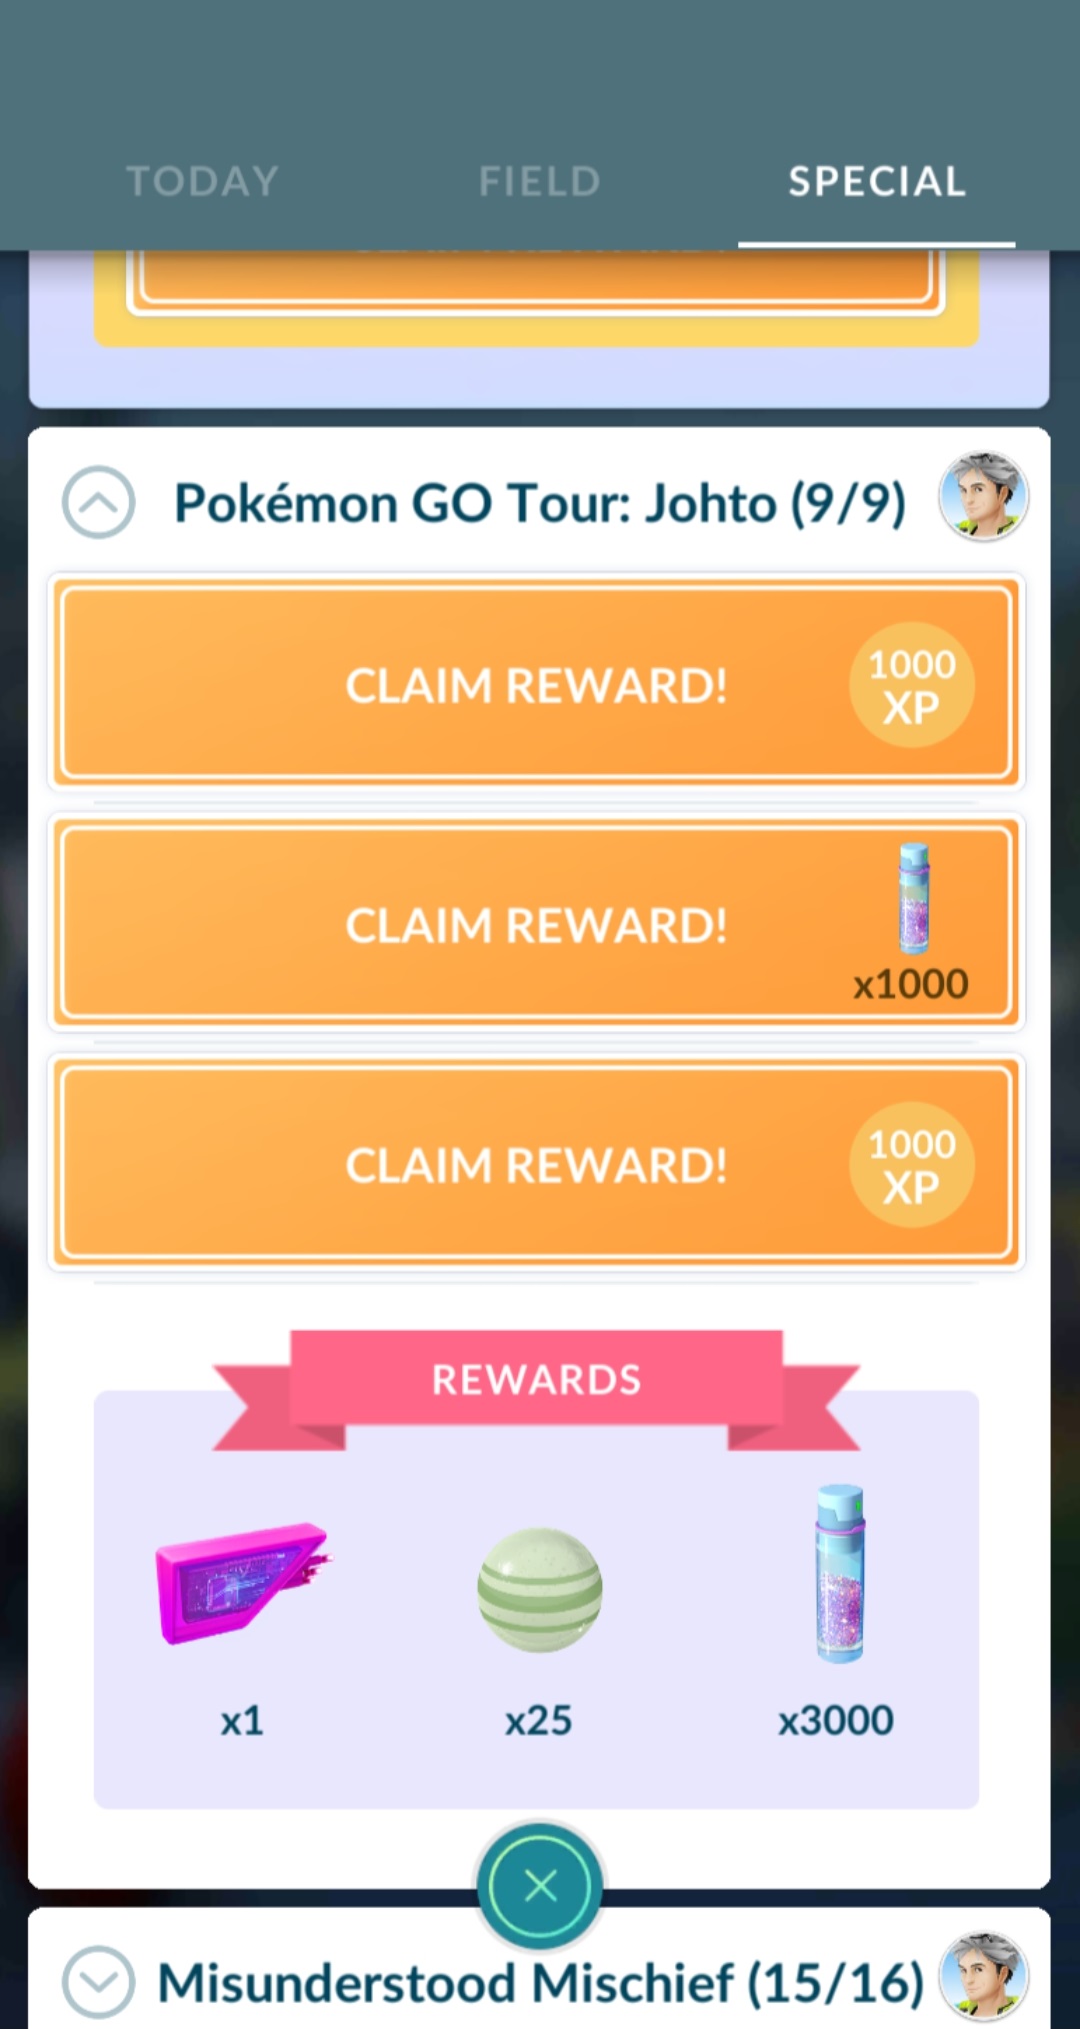 TODAY
FIELD
SPECIAL
Pokémon GO Tour: Johto (9/9)
CLAIM REWARD!
1000
XP
CLAIM REWARD!
x1000
CLAIM REWARD!
1000
XP
REWARDS
x1
x25
x3000
Misunderstood Mischief (15/16)